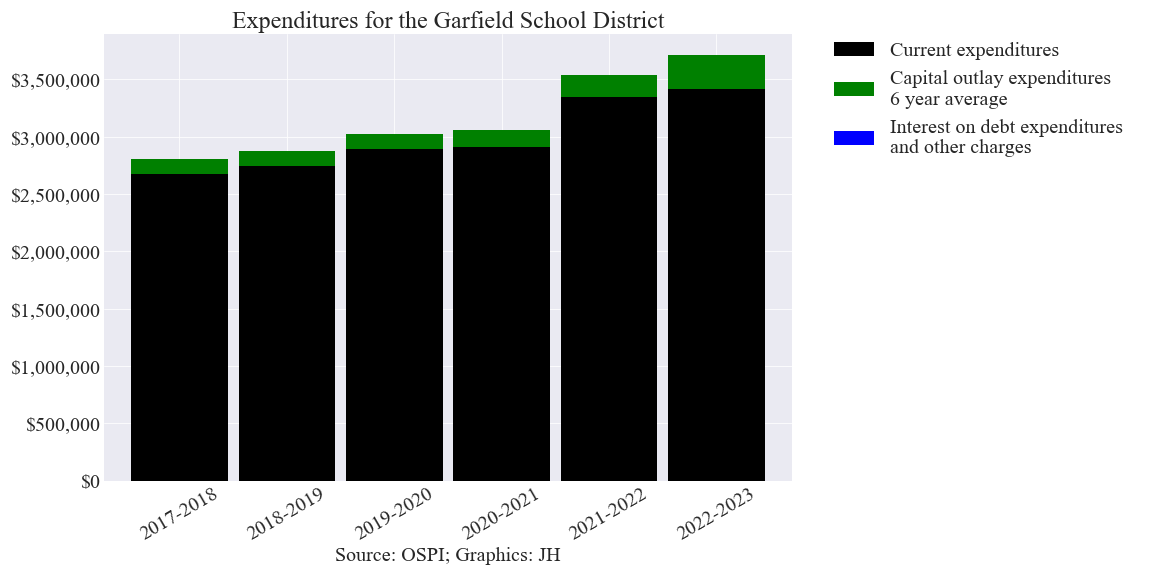 Expenditures for the Garfield School District
$3,500,000
$3,000,000
$2,500,000
$2,000,000
$1,500,000
$1,000,000
$500,000
$0
2017-2018
2018-2019
2019-2020
2020-2021
2021-2022
2022-2023
Source: OSPI; Graphics: JH
Current expenditures
Capital outlay expenditures
6 year average
Interest on debt expenditures
and other charges